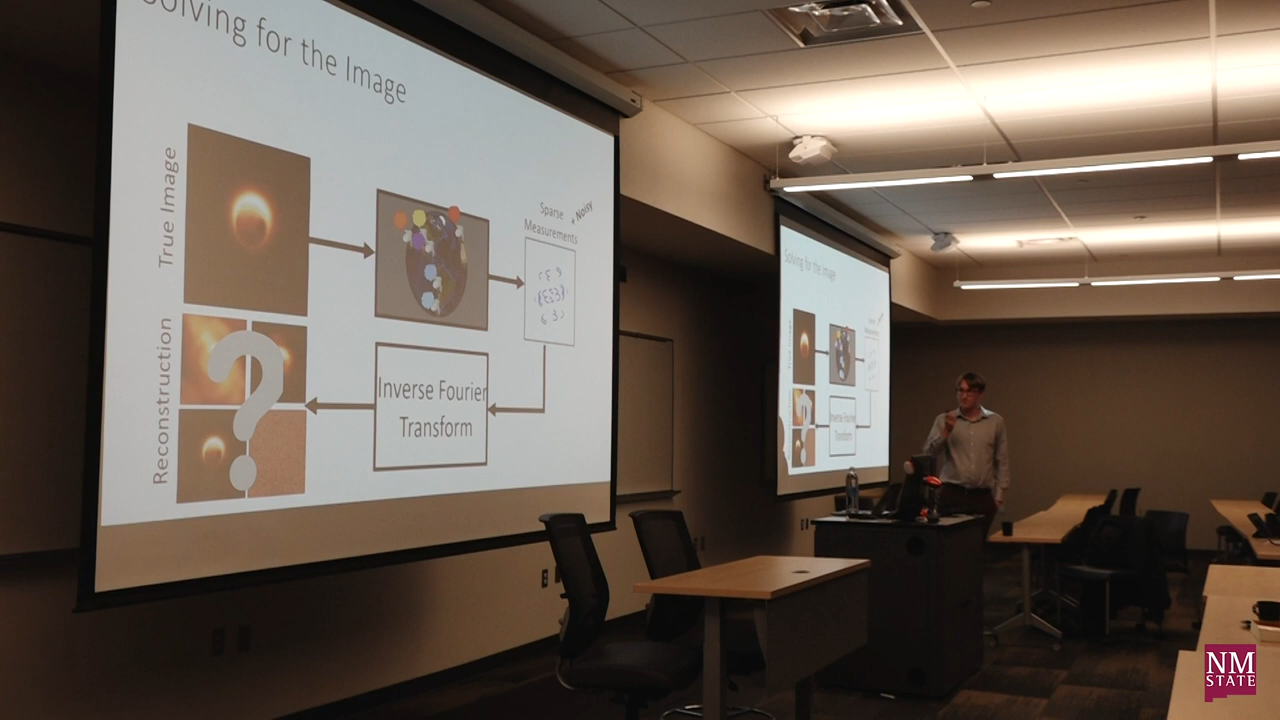 Solving for the Image
True Image
Sparse
Measurements
+ Noisy
Reconstruction
Inverse Fourier
Transform
Solving for the Image
Inverse Fourier
Transform
NM
STATE